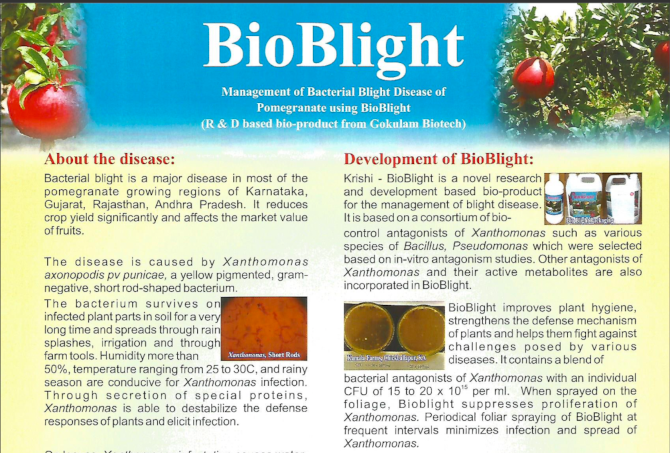 BioBlight
Management of Bacterial Blight Disease of
Pomegranate using BioBlight
(R & D based bio-product from Gokulam Biotech)
About the disease:
Bacterial blight is a major disease in most of the
pomegranate growing regions of Karnataka,
Gujarat, Rajasthan, Andhra Pradesh. It reduces
crop yield significantly and affects the market value
of fruits.
The disease is caused by Xanthomonas
axonopodis pv punicae, a yellow pigmented, gram-
negative, short rod-shaped bacterium.
The bacterium survives on
infected plant parts in soil for a very
long time and spreads through rain
splashes, irrigation and through
farm tools. Humidity more than
50%, temperature ranging from 25 to 30C, and rainy
season are conducive for Xanthomonas infection.
Through secretion of special proteins,
Xanthomonas is able to destabilize the defense
responses of plants and elicit infection.
Xanthomonas, Short Rods
Development of BioBlight:
Krishi - BioBlight is a novel research
and development based bio-product
for the management of blight disease.
It is based on a consortium of bio-
control antagonists of Xanthomonas such as various
species of Bacillus, Pseudomonas which were selected
based on in-vitro antagonism studies. Other antagonists of
Xanthomonas and their active metabolites are also
incorporated in BioBlight.
BioBlight improves plant hygiene,
strengthens the defense mechanism
of plants and helps them fight against
challenges posed by various
diseases. It contains a blend of
bacterial antagonists of Xanthomonas with an individual
CFU of 15 to 20 x 10¹⁵ per ml. When sprayed on the
foliage, Bioblight suppresses proliferation of
Xanthomonas. Periodical foliar spraying of BioBlight at
frequent intervals minimizes infection and spread of
Xanthomonas.